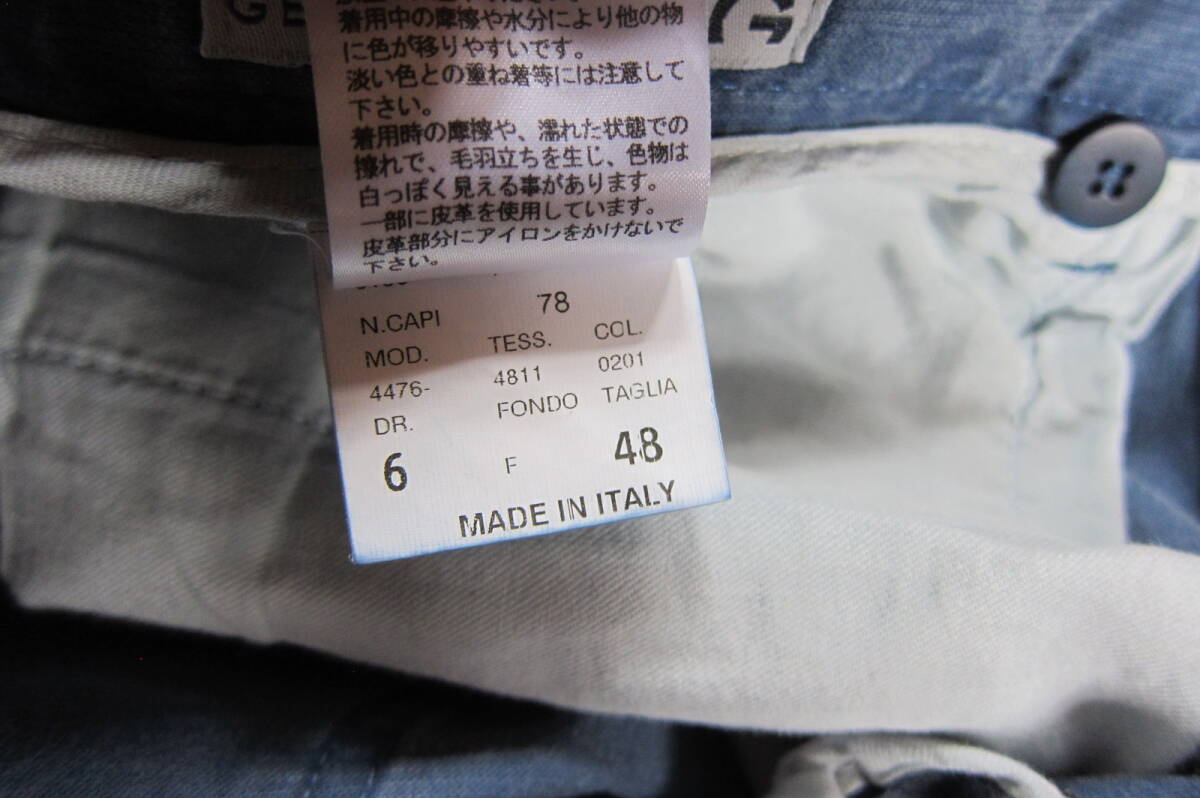 GE
G
着用中の摩擦や水分により他の物
に色が移りやすいです。
淡い色との重ね着等には注意して
下さい。
着用時の摩擦や、濡れた状態での
擦れで、毛羽立ちを生じ、色物は
白っぽく見える事があります。
一部に皮革を使用しています。
皮革部分にアイロンをかけないで
下さい。
N.CAPI 78
MOD. TESS. COL.
4476- 4811 0201
DR. FONDO TAGLIA
6 F 48
MADE IN ITALY